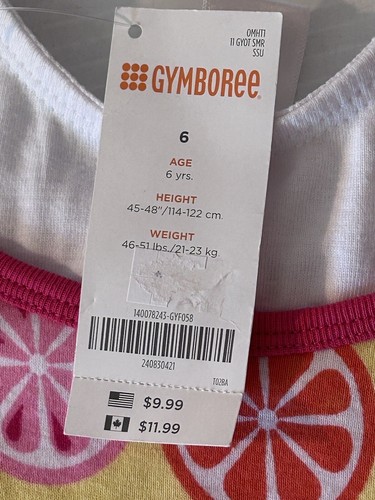 OMHT1
11 GYOT SMR
SSU
GYMBOREE
6
AGE
6 yrs.
HEIGHT
45-48"/114-122 cm.
WEIGHT
46-51 lbs./21-23 kg.
140078243-GYF058
240830421
T02BA
$9.99
$11.99